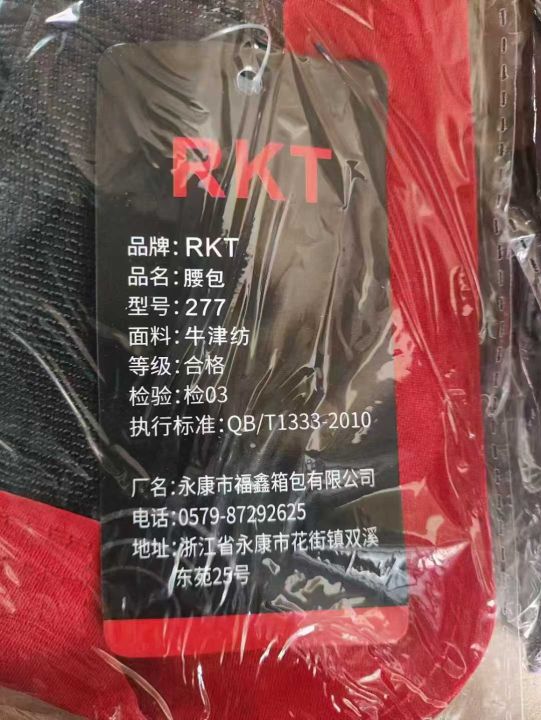 RKT
品牌：RKT
品名：腰包
型号：277
面料：牛津纺
等级：合格
检验：检03
执行标准：QB/T1333-2010
厂名：永康市福鑫箱包有限公司
电话：0579-87292625
地址：浙江省永康市花街镇双溪
东苑25号